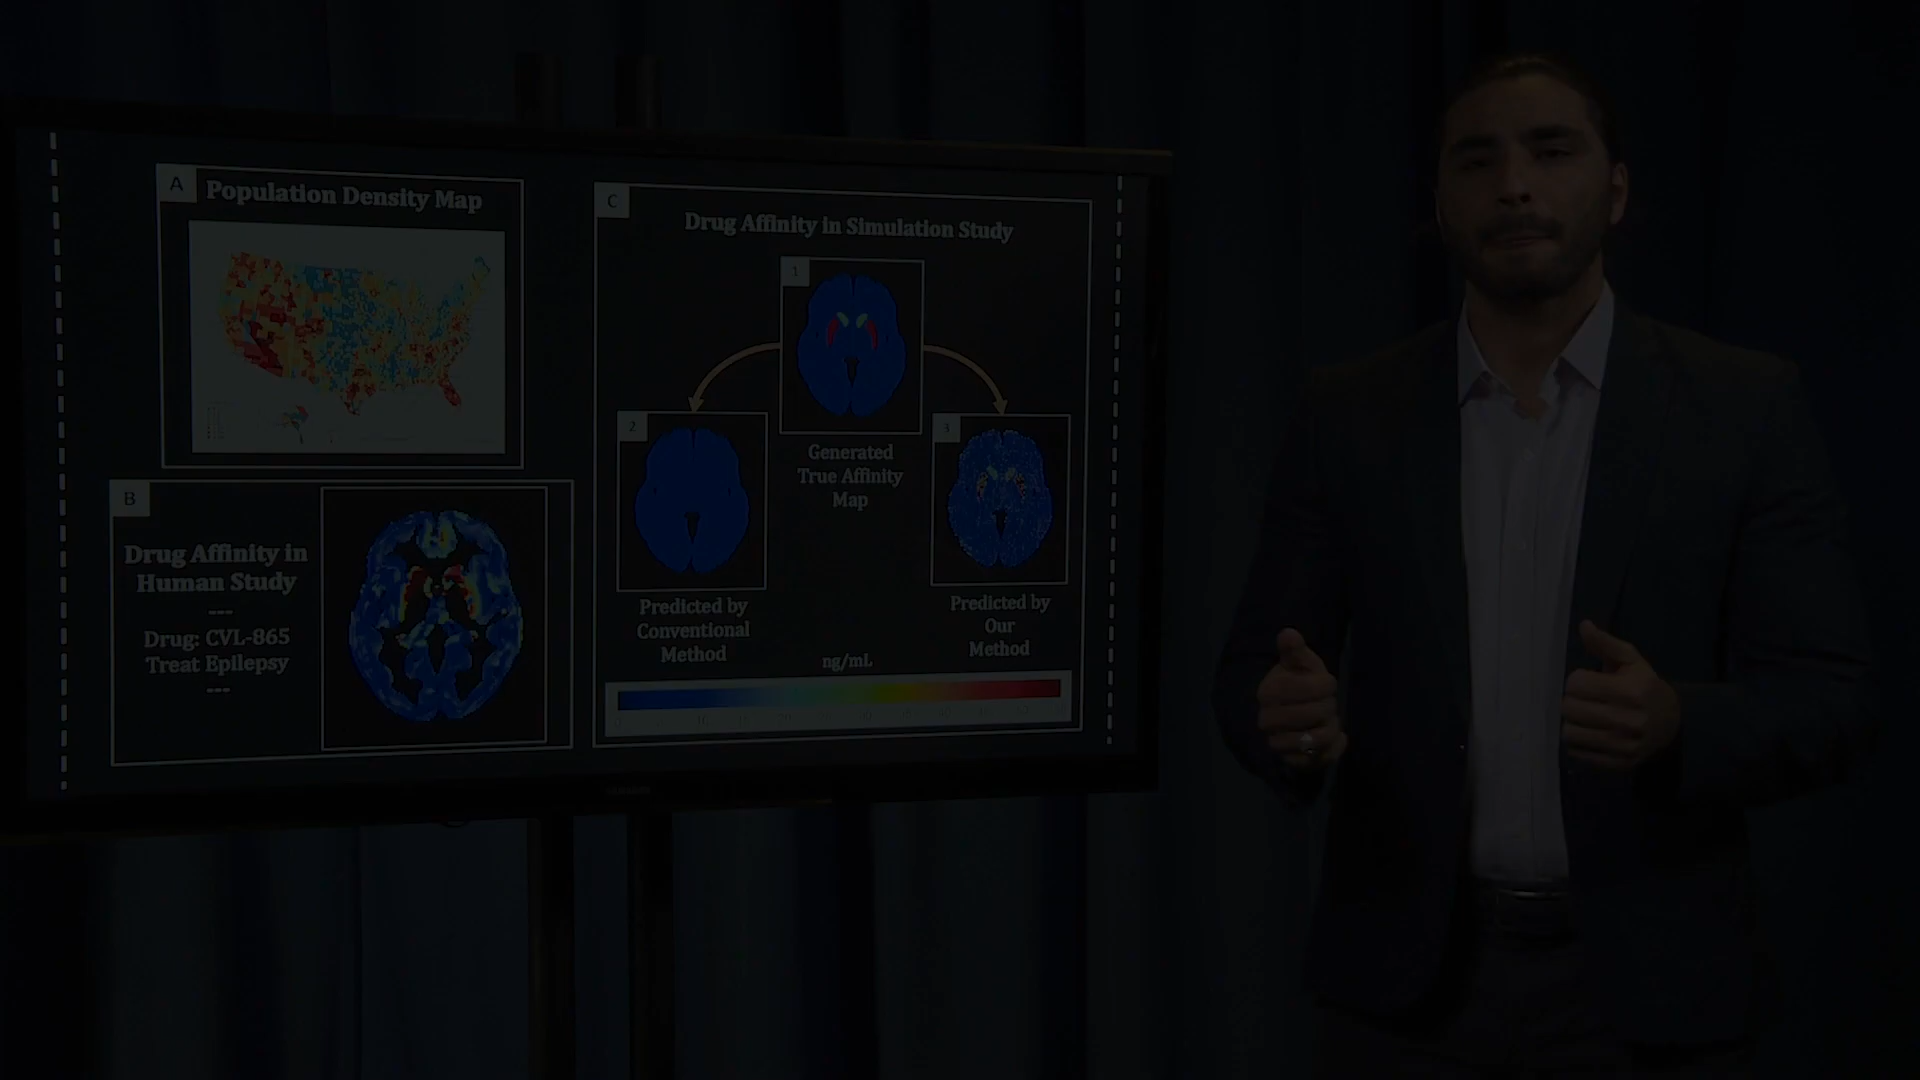 A
Population Density Map
B
Drug Affinity in
Human Study
---
Drug: CVL-865
Treat Epilepsy
---
C
Drug Affinity in Simulation Study
1
Generated
True Affinity
Map
2
Predicted by
Conventional
Method
3
Predicted by
Our
Method
ng/mL